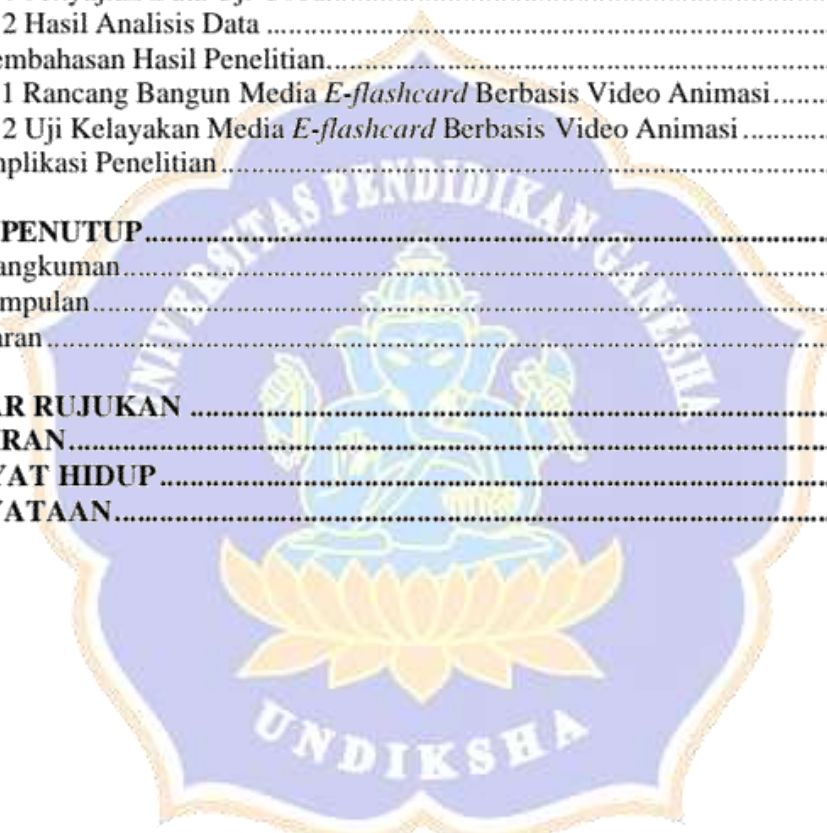 2 Hasil Analisis Data ........................................................................
embahasan Hasil Penelitian...............................................................
1 Rancang Bangun Media E-flashcard Berbasis Video Animasi.......
2 Uji Kelayakan Media E-flashcard Berbasis Video Animasi...........
mplikasi Penelitian..............................................................................
UNIVERSITAS PENDIDIKAN GANESHA
PENUTUP............................................................................................
angkuman............................................................................................
mpulan................................................................................................
aran.....................................................................................................
AR RUJUKAN .....................................................................................
RAN.....................................................................................................
YAT HIDUP.........................................................................................
YATAAN..............................................................................................
UNDIKSHA